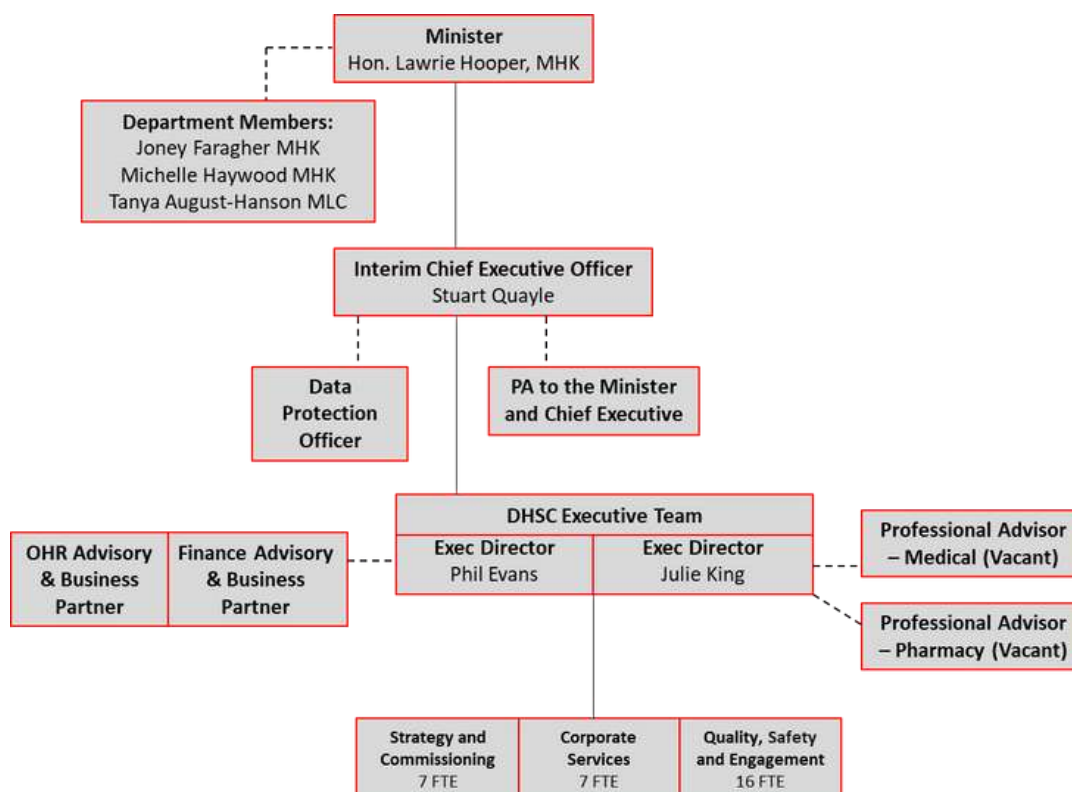 Minister
Hon. Lawrie Hooper, MHK
Department Members:
Joney Faragher MHK
Michelle Haywood MHK
Tanya August-Hanson MLC
Interim Chief Executive Officer
Stuart Quayle
Data
Protection
Officer
PA to the Minister
and Chief Executive
DHSC Executive Team
Exec Director
Phil Evans
Exec Director
Julie King
OHR Advisory
& Business
Partner
Finance Advisory
& Business
Partner
Professional Advisor
– Medical (Vacant)
Professional Advisor
– Pharmacy (Vacant)
Strategy and
Commissioning
7 FTE
Corporate
Services
7 FTE
Quality, Safety
and Engagement
16 FTE